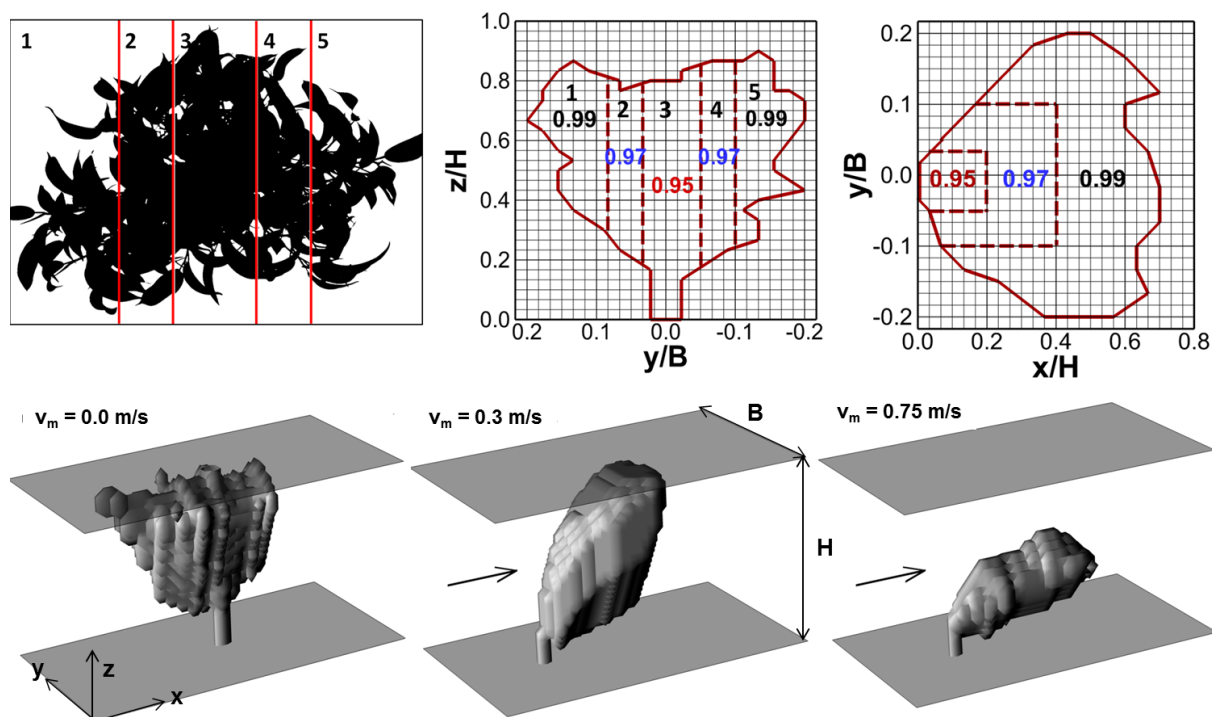 1 2 3 4 5
1.0
0.8
0.6
0.4
0.2
0.0
z/H
1 2 3 4 5
0.99 0.99
0.97 0.97
0.95
0.2 0.1 0.0 -0.1 -0.2
y/B
0.2
0.1
0.0
-0.1
-0.2
y/B
0.95 0.97 0.99
0.0 0.2 0.4 0.6 0.8
x/H
vm = 0.0 m/s
y z x
vm = 0.3 m/s
B
H
vm = 0.75 m/s